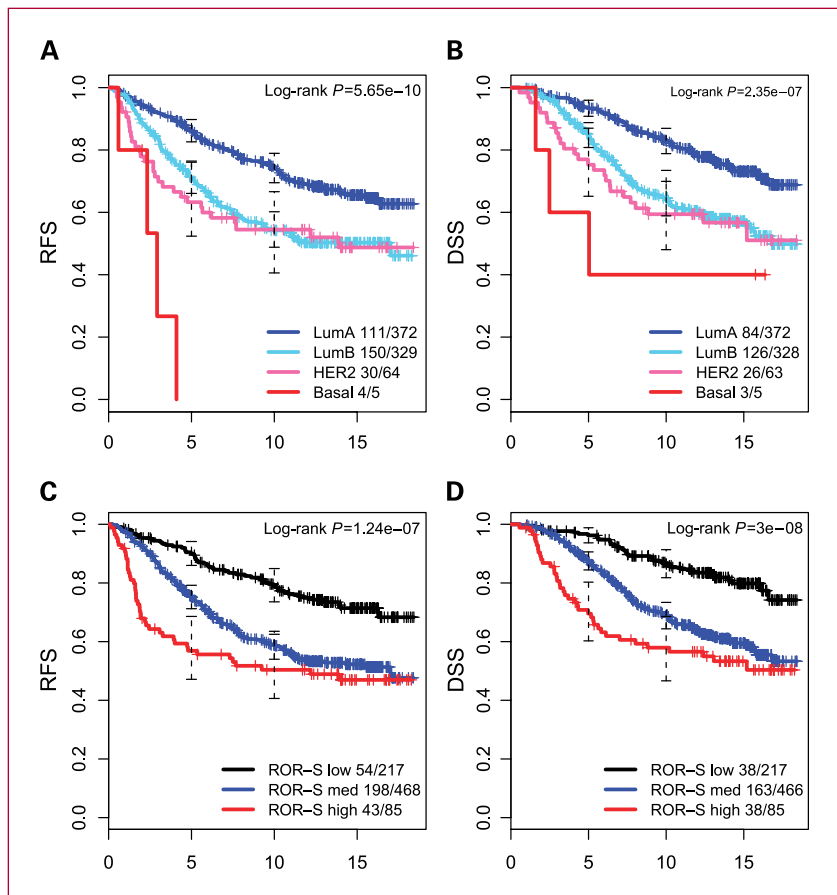 A
Log-rank P=5.65e−10
RFS
1.0
0.8
0.6
0.4
0.2
0.0
LumA 111/372
LumB 150/329
HER2 30/64
Basal 4/5
0 5 10 15
B
Log-rank P=2.35e−07
DSS
1.0
0.8
0.6
0.4
0.2
0.0
LumA 84/372
LumB 126/328
HER2 26/63
Basal 3/5
0 5 10 15
C
Log-rank P=1.24e−07
RFS
1.0
0.8
0.6
0.4
0.2
0.0
ROR−S low 54/217
ROR−S med 198/468
ROR−S high 43/85
0 5 10 15
D
Log-rank P=3e−08
DSS
1.0
0.8
0.6
0.4
0.2
0.0
ROR−S low 38/217
ROR−S med 163/466
ROR−S high 38/85
0 5 10 15